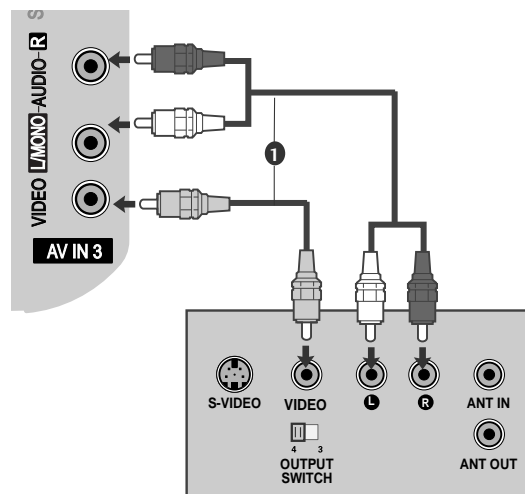 S
VIDEO L/MONO-AUDIO-R
AV IN 3
1
S-VIDEO VIDEO L R ANT IN
4 3
OUTPUT
SWITCH
ANT OUT